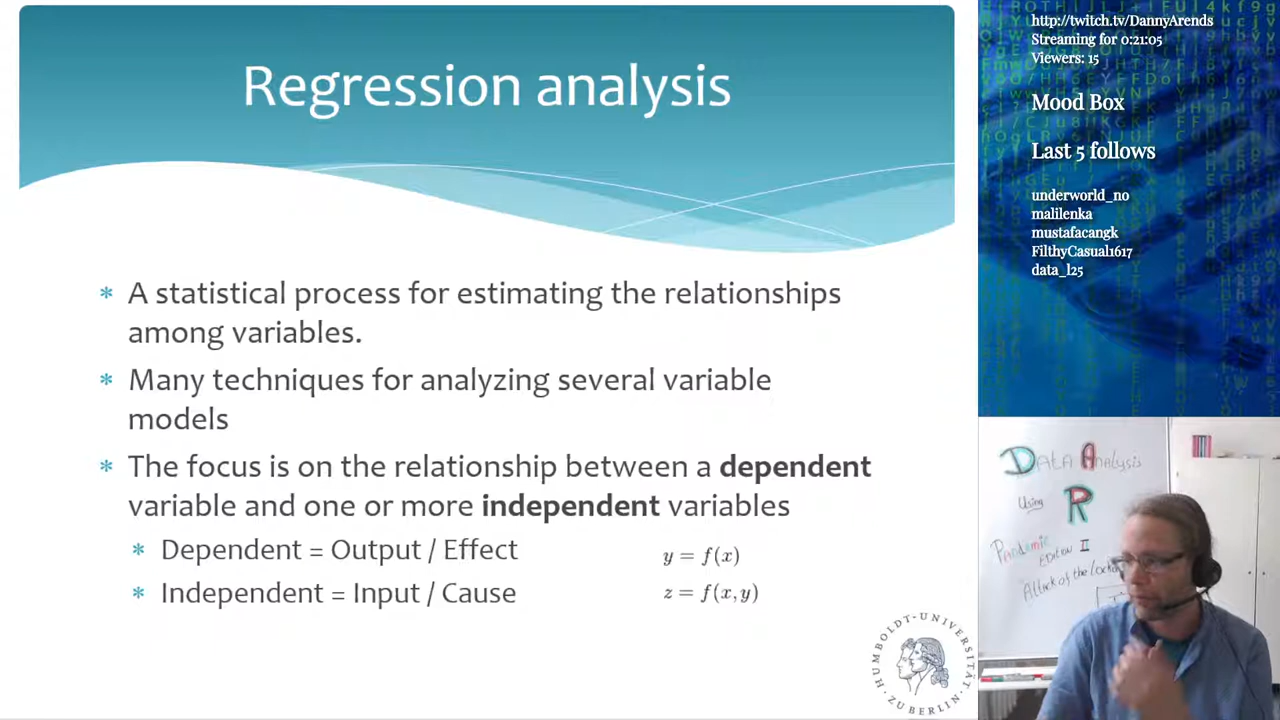 Regression analysis
* A statistical process for estimating the relationships
among variables.
* Many techniques for analyzing several variable
models
* The focus is on the relationship between a dependent
variable and one or more independent variables
* Dependent = Output / Effect
y = f(x)
* Independent = Input / Cause
z = f(x, y)
HUMBOLDT-UNIVERSITÄT
ZU BERLIN
http://twitch.tv/DannyArends
Streaming for 0:21:05
Viewers: 15
Mood Box
Last 5 follows
underworld_no
malilenka
mustafacangk
FilthyCasual1617
data_l25
Data Analysis
Using R
Pandemic
Edition II
Attack of the